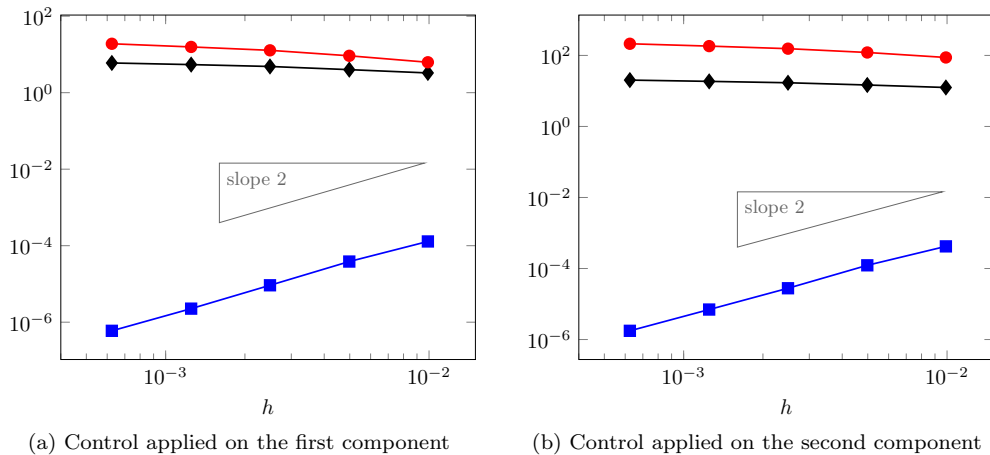 10^2
10^0
10^−2
10^−4
10^−6
slope 2
10^−3
10^−2
h
(a) Control applied on the first component
10^2
10^0
10^−2
10^−4
10^−6
slope 2
10^−3
10^−2
h
(b) Control applied on the second component